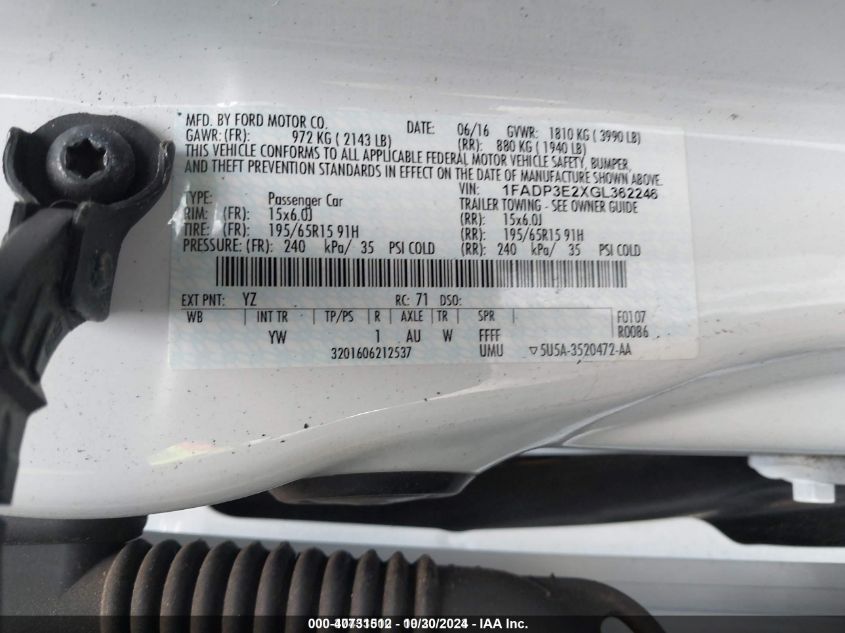 MFD. BY FORD MOTOR CO. DATE: 06/16 GVWR: 1810 KG ( 3990 LB)
GAWR: (FR): 972 KG ( 2143 LB) (RR): 880 KG ( 1940 LB)
THIS VEHICLE CONFORMS TO ALL APPLICABLE FEDERAL MOTOR VEHICLE SAFETY, BUMPER,
AND THEFT PREVENTION STANDARDS IN EFFECT ON THE DATE OF MANUFACTURE SHOWN ABOVE.
VIN: 1FADP3E2XGL362246
TYPE: Passenger Car TRAILER TOWING - SEE OWNER GUIDE
RIM: (FR): 15x6.0J (RR): 15x6.0J
TIRE: (FR): 195/65R15 91H (RR): 195/65R15 91H
PRESSURE: (FR): 240 kPa/ 35 PSI COLD (RR): 240 kPa/ 35 PSI COLD
EXT PNT: YZ RC: 71 DSO:
WB INT TR TP/PS R AXLE TR SPR F0107
YW 1 AU W FFFF R0086
3201606212537 UMU ▽5U5A-3520472-AA
000-40731512 - 10/30/2024 - IAA Inc.